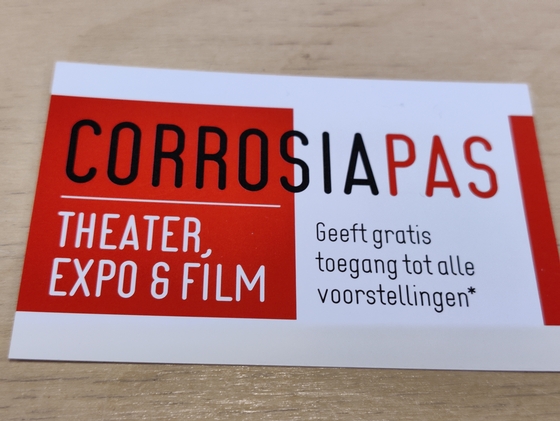 CORROSIAPAS
THEATER,
EXPO & FILM
Geeft gratis
toegang tot alle
voorstellingen*